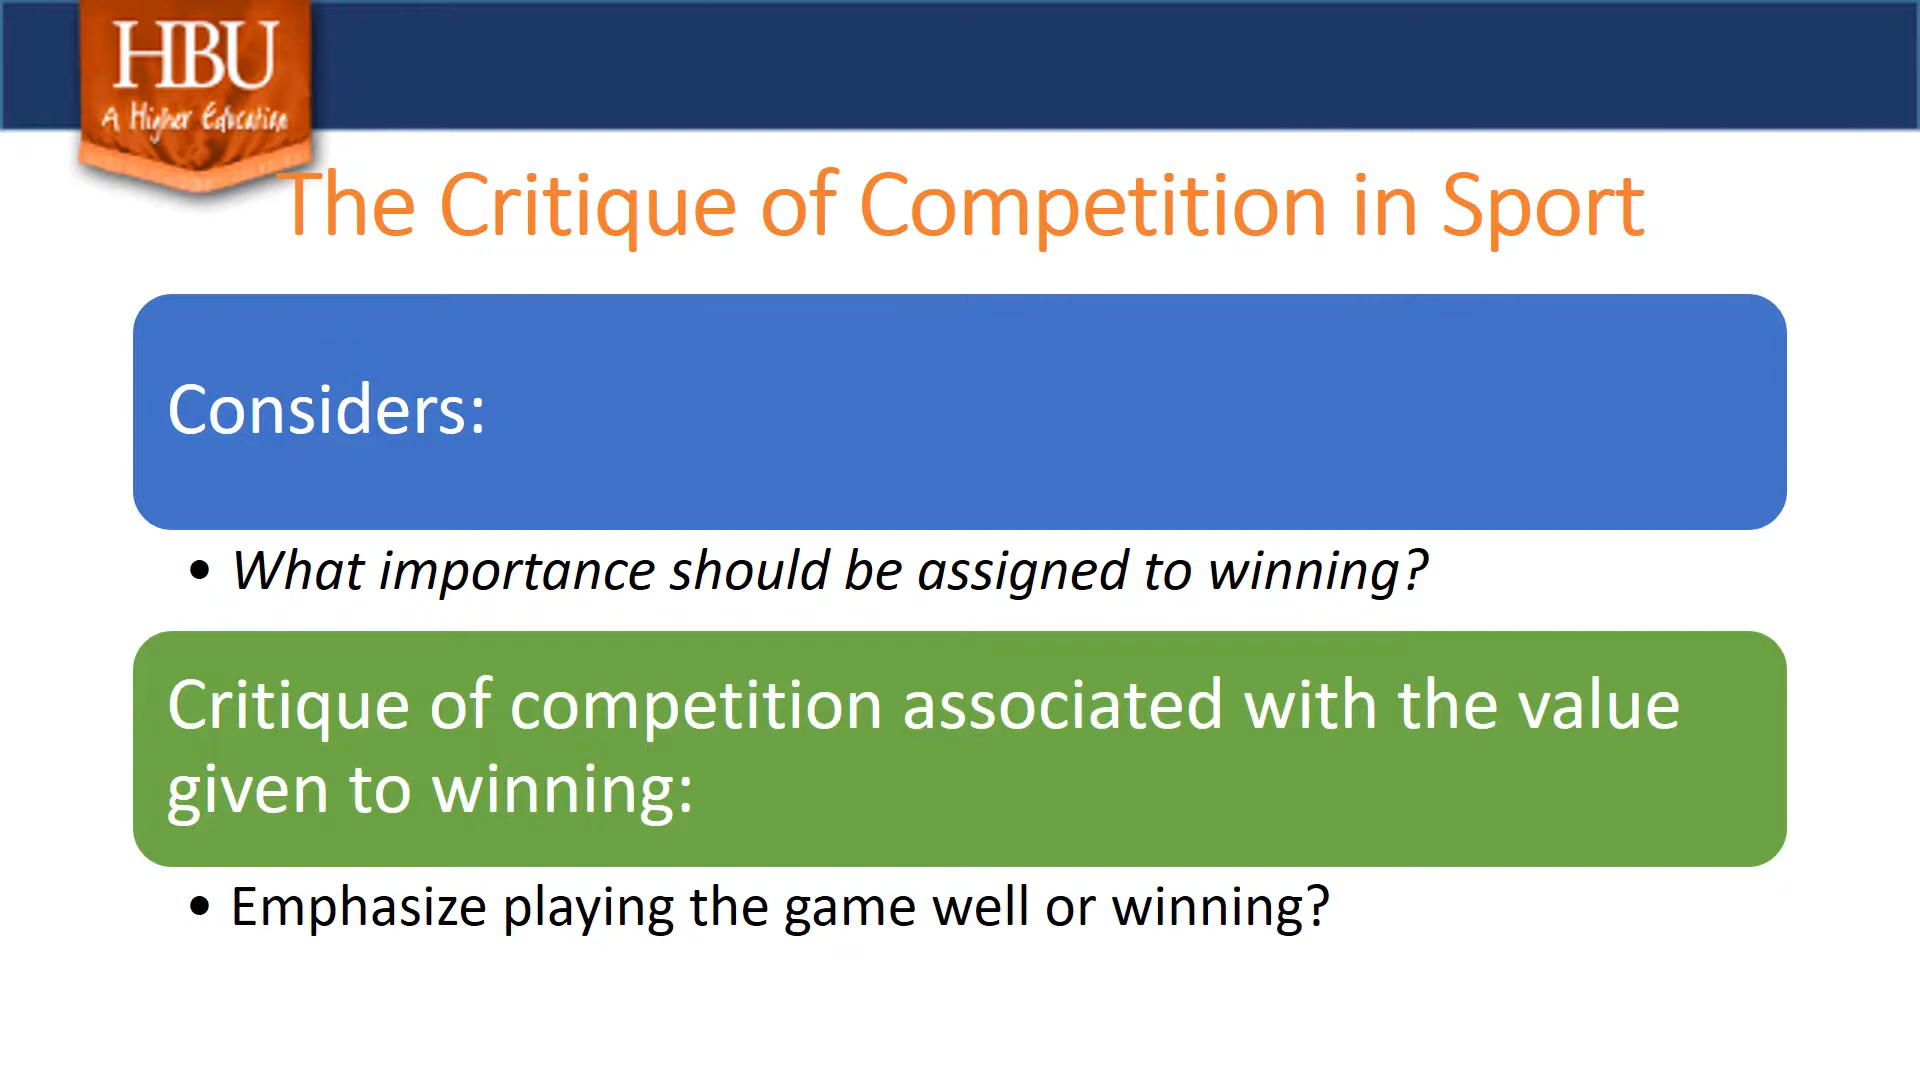 HBU
A Higher Education
The Critique of Competition in Sport
Considers:
• What importance should be assigned to winning?
Critique of competition associated with the value
given to winning:
• Emphasize playing the game well or winning?